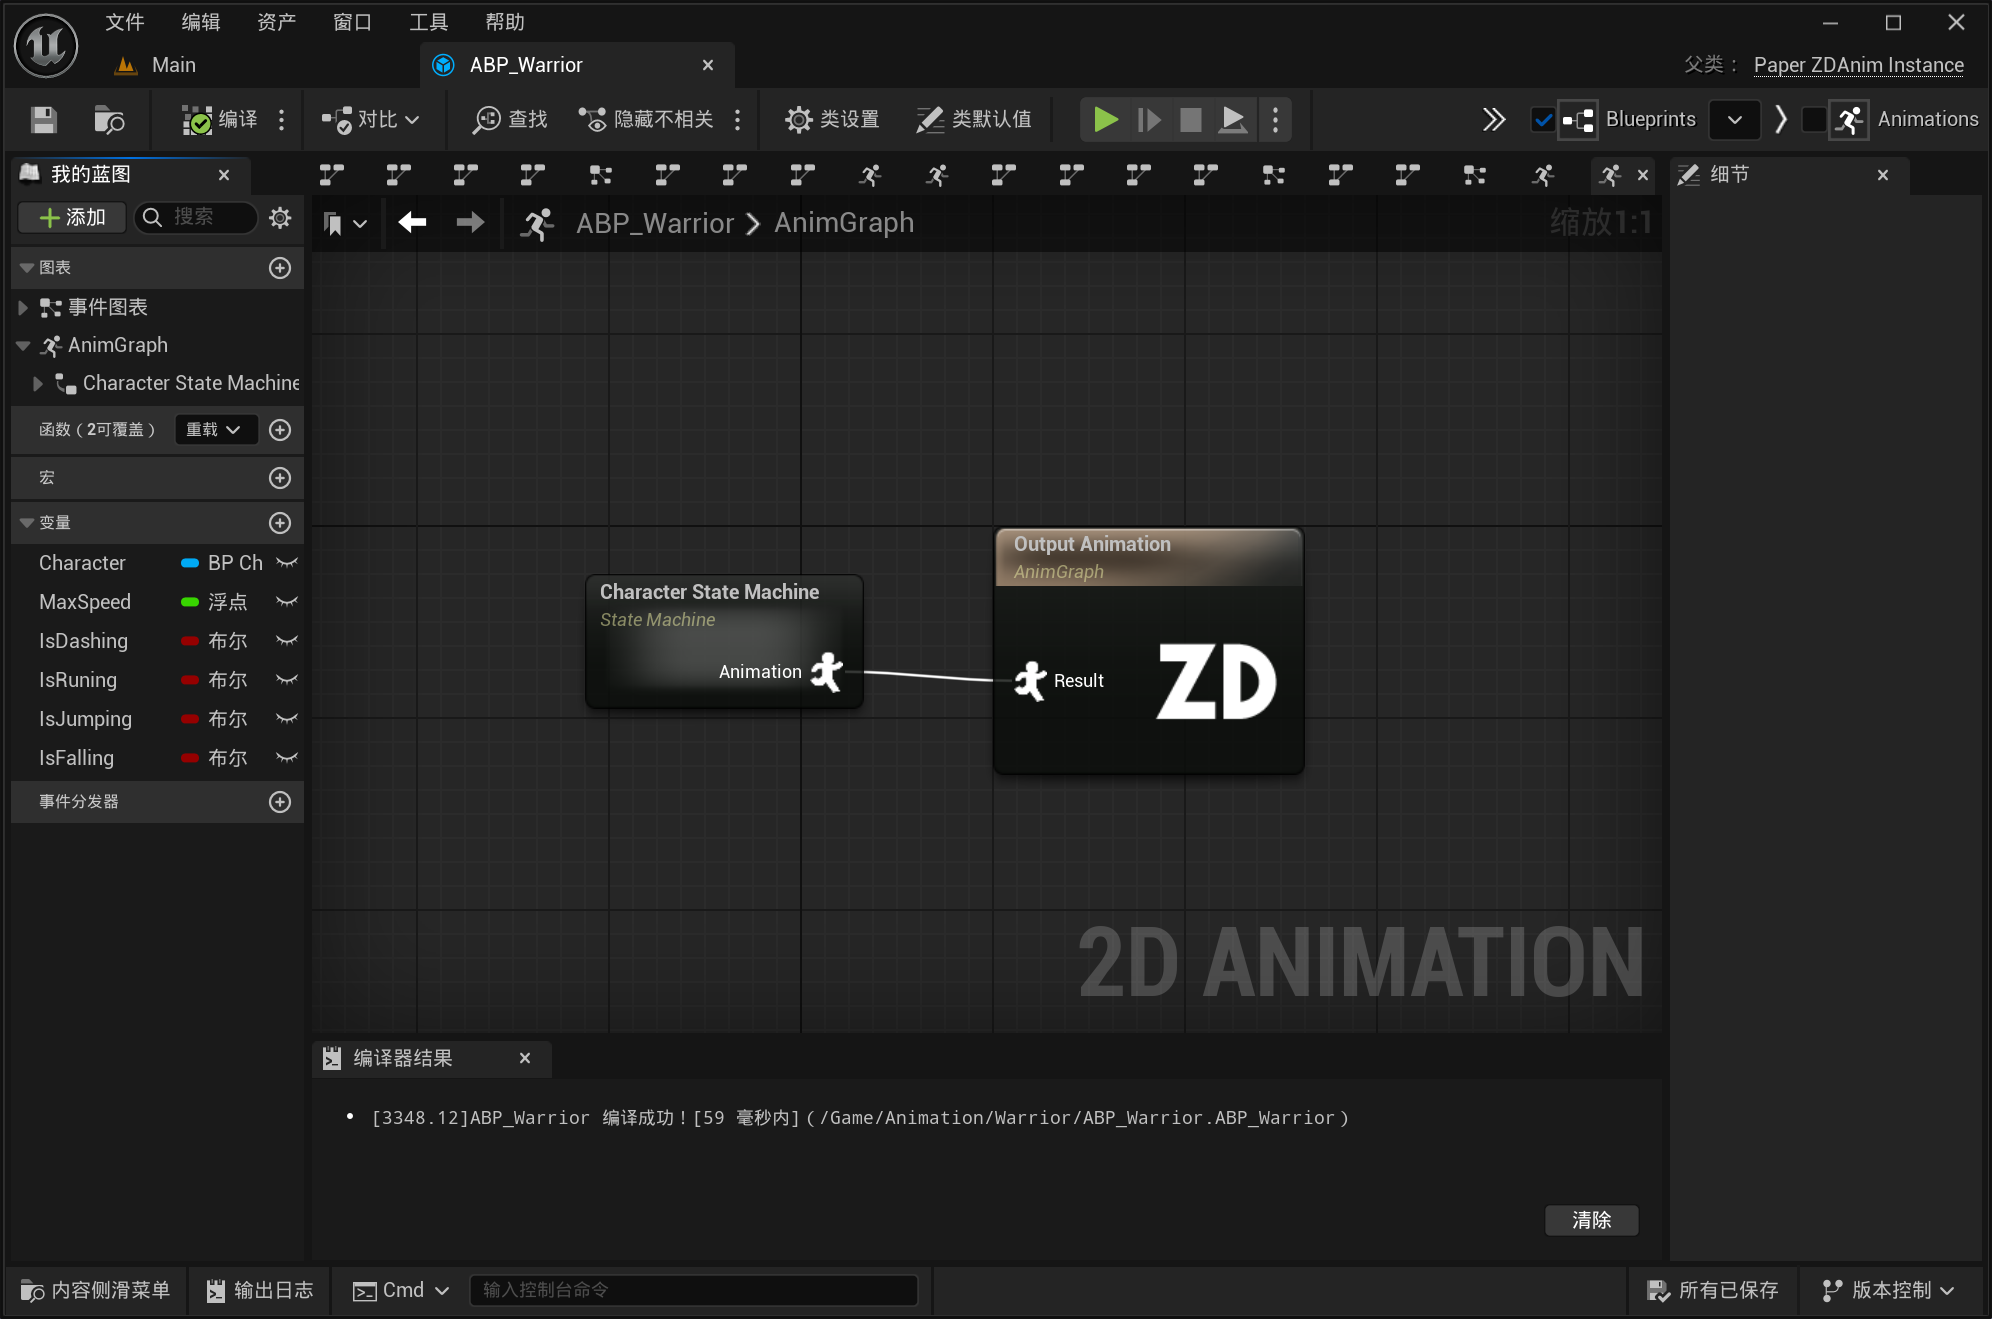 文件 编辑 资产 窗口 工具 帮助
Main
ABP_Warrior
父类： Paper ZDAnim Instance
编译 对比 查找 隐藏不相关 类设置 类默认值 Blueprints Animations
我的蓝图
细节
添加 搜索
ABP_Warrior AnimGraph
缩放1:1
图表
事件图表
AnimGraph
Character State Machine
函数（2可覆盖） 重载
宏
变量
Character BP Ch
MaxSpeed 浮点
IsDashing 布尔
IsRuning 布尔
IsJumping 布尔
IsFalling 布尔
事件分发器
Character State Machine
State Machine
Animation
Output Animation
AnimGraph
Result
ZD
2D ANIMATION
编译器结果
[3348.12]ABP_Warrior 编译成功！[59 毫秒内]（/Game/Animation/Warrior/ABP_Warrior.ABP_Warrior）
清除
内容侧滑菜单 输出日志 Cmd 输入控制台命令 所有已保存 版本控制